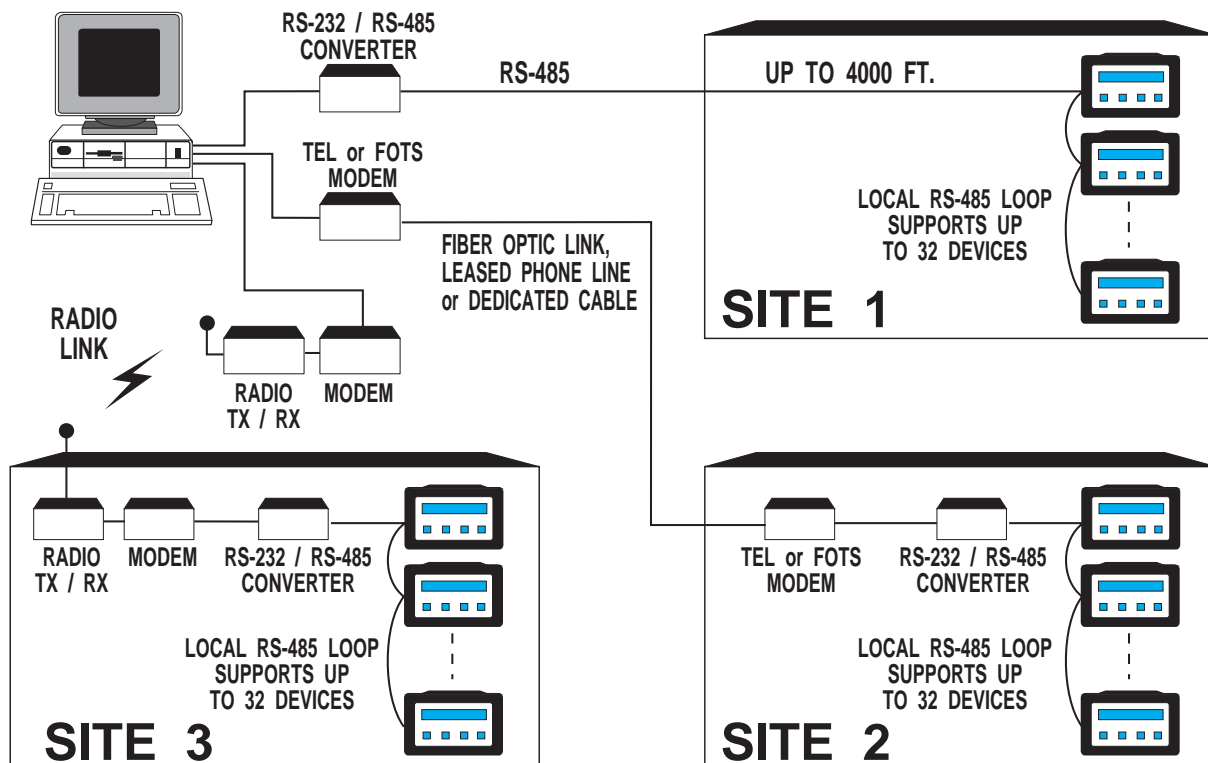 RS-232 / RS-485
CONVERTER
RS-485
UP TO 4000 FT.
TEL or FOTS
MODEM
LOCAL RS-485 LOOP
SUPPORTS UP
TO 32 DEVICES
SITE 1
FIBER OPTIC LINK,
LEASED PHONE LINE
or DEDICATED CABLE
RADIO
LINK
RADIO
TX / RX
MODEM
RADIO
TX / RX
MODEM
RS-232 / RS-485
CONVERTER
LOCAL RS-485 LOOP
SUPPORTS UP
TO 32 DEVICES
SITE 3
TEL or FOTS
MODEM
RS-232 / RS-485
CONVERTER
LOCAL RS-485 LOOP
SUPPORTS UP
TO 32 DEVICES
SITE 2